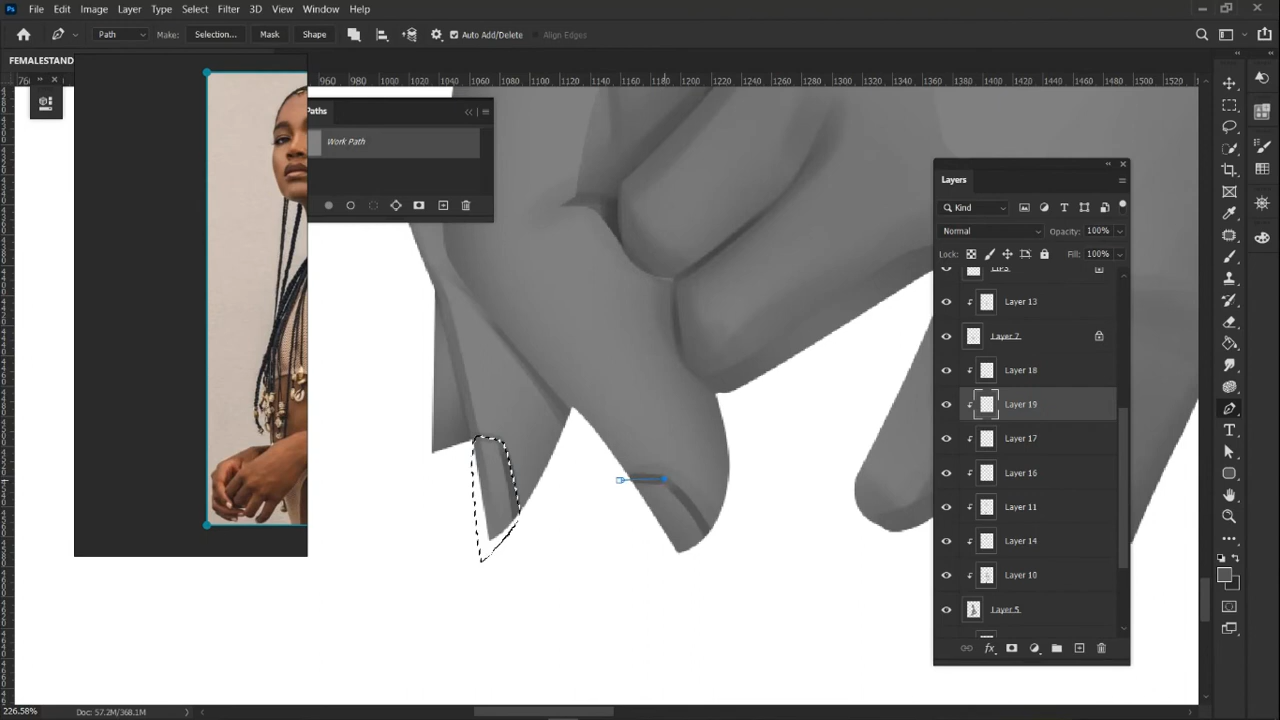 Ps File Edit Image Layer Type Select Filter 3D View Window Help
Path Make: Selection... Mask Shape Auto Add/Delete Align Edges
FEMALESTAND
960 980 1000 1020 1040 1060 1080 1100 1120 1140 1160 1180 1200 1220 1240 1260 1280 1300 1320 1340 1360 1380 1400 1420 1440 1460 1480 1500 1520
Paths
Work Path
Layers
Kind
Normal Opacity: 100%
Lock: Fill: 100%
LIPS
Layer 13
Layer 7
Layer 18
Layer 19
Layer 17
Layer 16
Layer 11
Layer 14
Layer 10
Layer 5
fx
226.58% Doc: 57.2M/368.1M